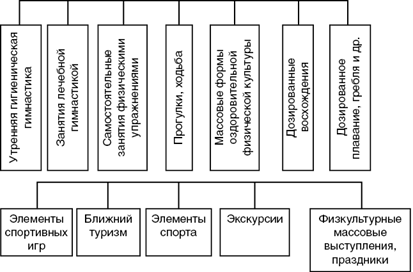 Утренняя гигиеническая
гимнастика
Занятия лечебной
гимнастикой
Самостоятельные
занятия физическими
упражнениями
Прогулки, ходьба
Массовые формы
оздоровительной
физической культуры
Дозированные
восхождения
Дозированное
плавание, гребля и др.
Элементы
спортивных
игр
Ближний
туризм
Элементы
спорта
Экскурсии
Физкультурные
массовые
выступления,
праздники